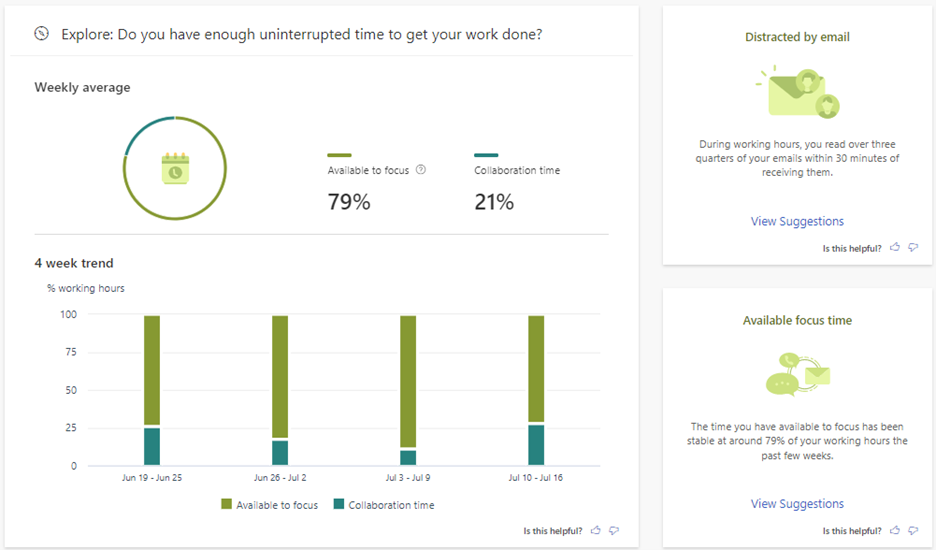 Explore: Do you have enough uninterrupted time to get your work done?
Weekly average
Available to focus
79%
Collaboration time
21%
4 week trend
% working hours
100
75
50
25
0
Jun 19 - Jun 25
Jun 26 - Jul 2
Jul 3 - Jul 9
Jul 10 - Jul 16
Available to focus
Collaboration time
Is this helpful?
Distracted by email
During working hours, you read over three
quarters of your emails within 30 minutes of
receiving them.
View Suggestions
Is this helpful?
Available focus time
The time you have available to focus has been
stable at around 79% of your working hours the
past few weeks.
View Suggestions
Is this helpful?